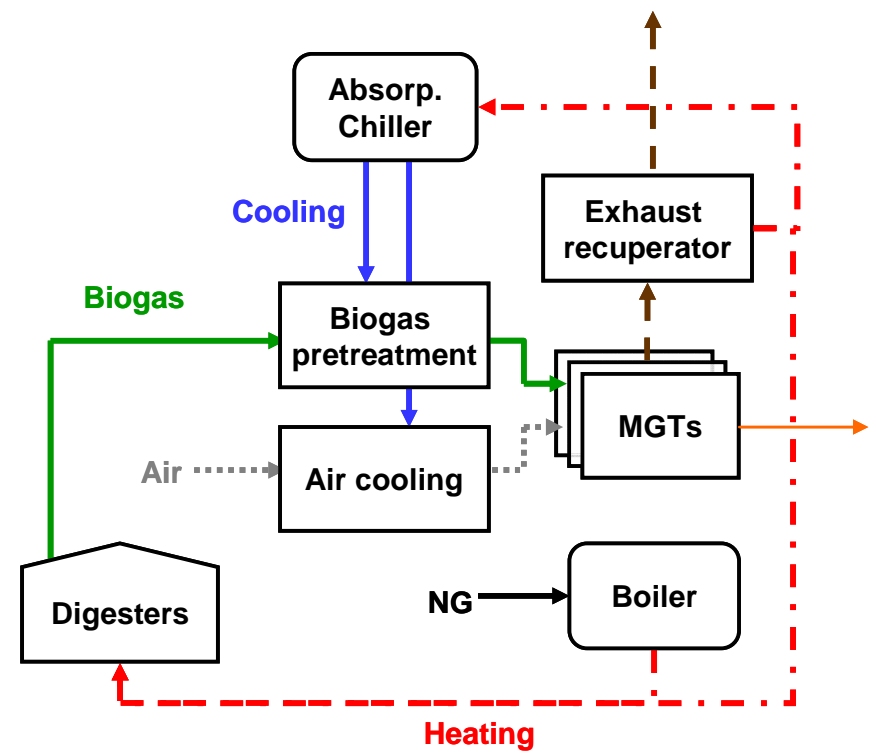 Absorp.
Chiller
Cooling
Exhaust
recuperator
Biogas
Biogas
pretreatment
MGTs
Air
Air cooling
Digesters
NG
Boiler
Heating